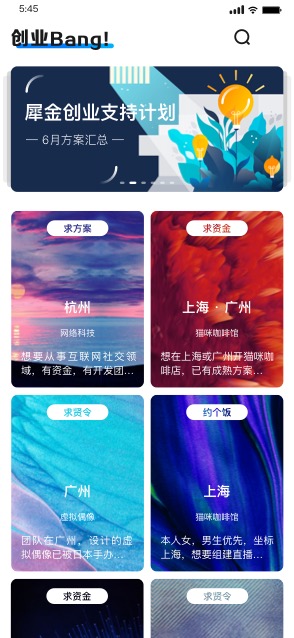 5:45
创业Bang!
犀金创业支持计划
— 6月方案汇总 —
求方案
杭州
网络科技
想要从事互联网社交领
域，有资金，有开发团...
求资金
上海 · 广州
猫咪咖啡馆
想在上海或广州开猫咪咖
啡店，已有成熟方案...
求贤令
广州
虚拟偶像
团队在广州，设计的虚
拟偶像已被日本手办...
约个饭
上海
猫咪咖啡馆
本人女，男生优先，坐标
上海，想要组建直播...
求资金
求贤令